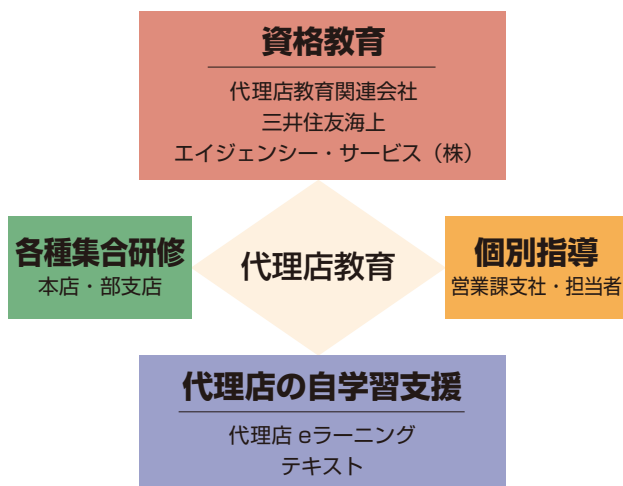 資格教育
代理店教育関連会社
三井住友海上
エイジェンシー・サービス（株）
各種集合研修
本店・部支店
代理店教育
個別指導
営業課支社・担当者
代理店の自学習支援
代理店 eラーニング
テキスト